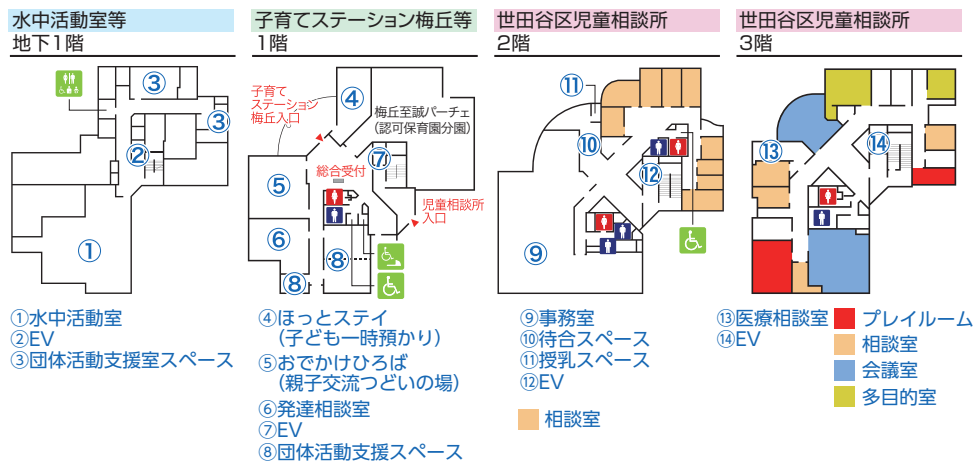 水中活動室等
地下1階
③
③
②
①
①水中活動室
②EV
③団体活動支援室スペース
子育てステーション梅丘等
1階
子育て
ステーション
梅丘入口
④
梅丘至誠パーチェ
(認可保育園分園)
⑦
総合受付
⑤
児童相談所
入口
⑥
⑧
⑧
④ほっとステイ
(子ども一時預かり)
⑤おでかけひろば
(親子交流つどいの場)
⑥発達相談室
⑦EV
⑧団体活動支援スペース
世田谷区児童相談所
2階
⑪
⑩
⑫
⑨
⑨事務室
⑩待合スペース
⑪授乳スペース
⑫EV
相談室
世田谷区児童相談所
3階
⑬
⑭
⑬医療相談室
⑭EV
プレイルーム
相談室
会議室
多目的室